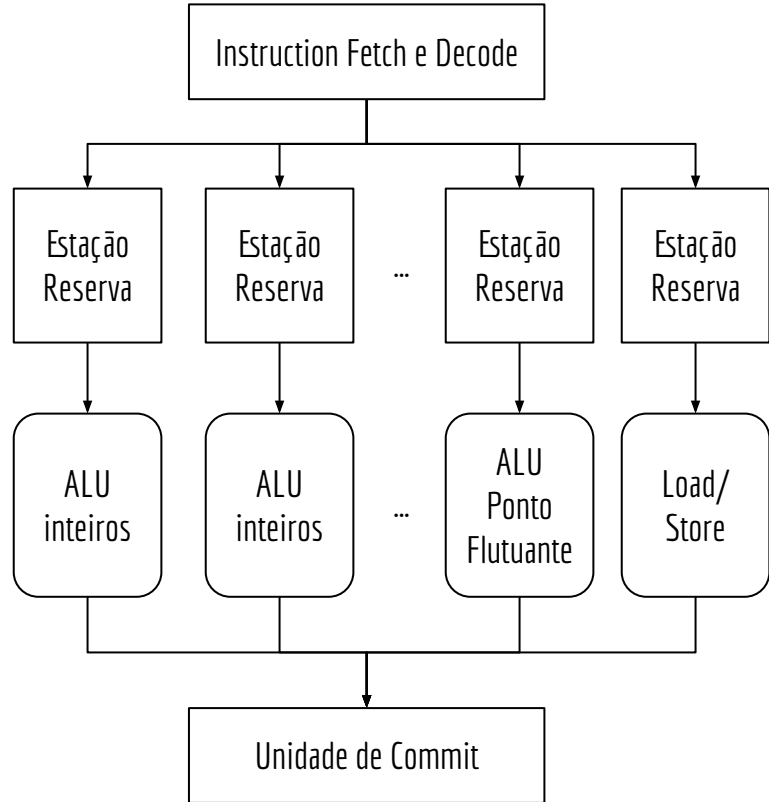 Instruction Fetch e Decode
Estação
Reserva
Estação
Reserva
...
Estação
Reserva
Estação
Reserva
ALU
inteiros
ALU
inteiros
...
ALU
Ponto
Flutuante
Load/
Store
Unidade de Commit